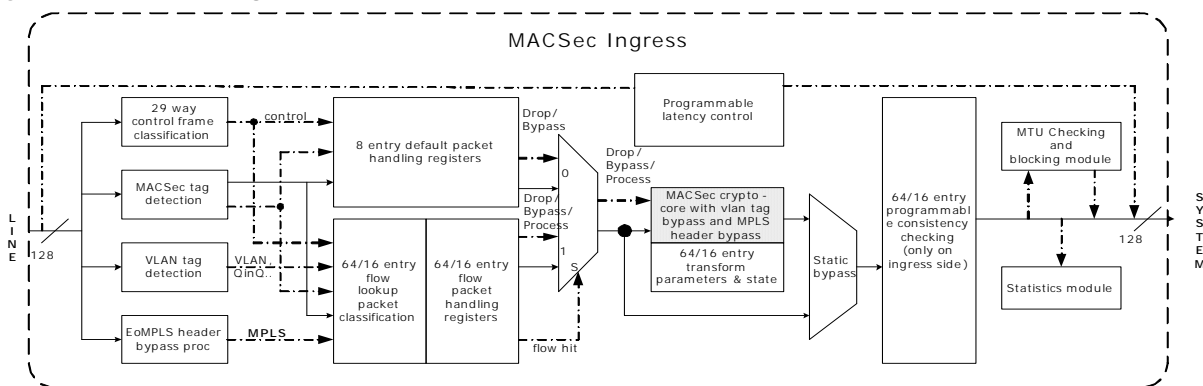 MACSec Ingress
LINE
128
29 way
control frame
classification
control
MACSec tag
detection
VLAN tag
detection
VLAN,
QinQ..
EoMPLS header
bypass proc
MPLS
8 entry default packet
handling registers
64/16 entry
flow
lookup
packet
classification
64/16 entry
flow
packet
handling
registers
Drop/
Bypass
0
Drop/
Bypass/
Process
1
S
flow hit
Drop/
Bypass/
Process
Programmable
latency control
MACSec crypto -
core with vlan tag
bypass and MPLS
header bypass
64/16 entry
transform
parameters & state
Static
bypass
64/16 entry
programmabl
e consistency
checking
(only on
ingress side)
MTU Checking
and blocking module
Statistics module
128
SYSTEM